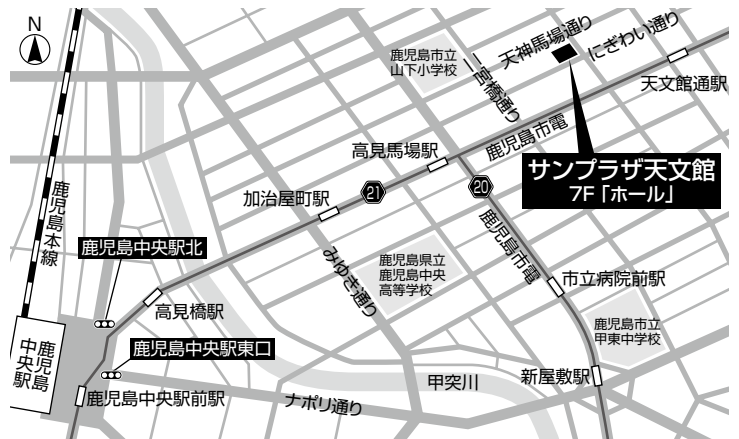 N
鹿児島市立
山下小学校
二官橋通り
天神馬場通り
にぎわい通り
天文館通駅
鹿児島市電
高見馬場駅
サンプラザ天文館
7F「ホール」
21
20
加治屋町駅
鹿児島本線
鹿児島中央駅北
みゆき通り
鹿児島県立
鹿児島中央
高等学校
鹿児島市電
市立病院前駅
高見橋駅
鹿児島市立
甲東中学校
鹿児島
中央駅
鹿児島中央駅東口
甲突川
新屋敷駅
鹿児島中央駅前駅
ナポリ通り